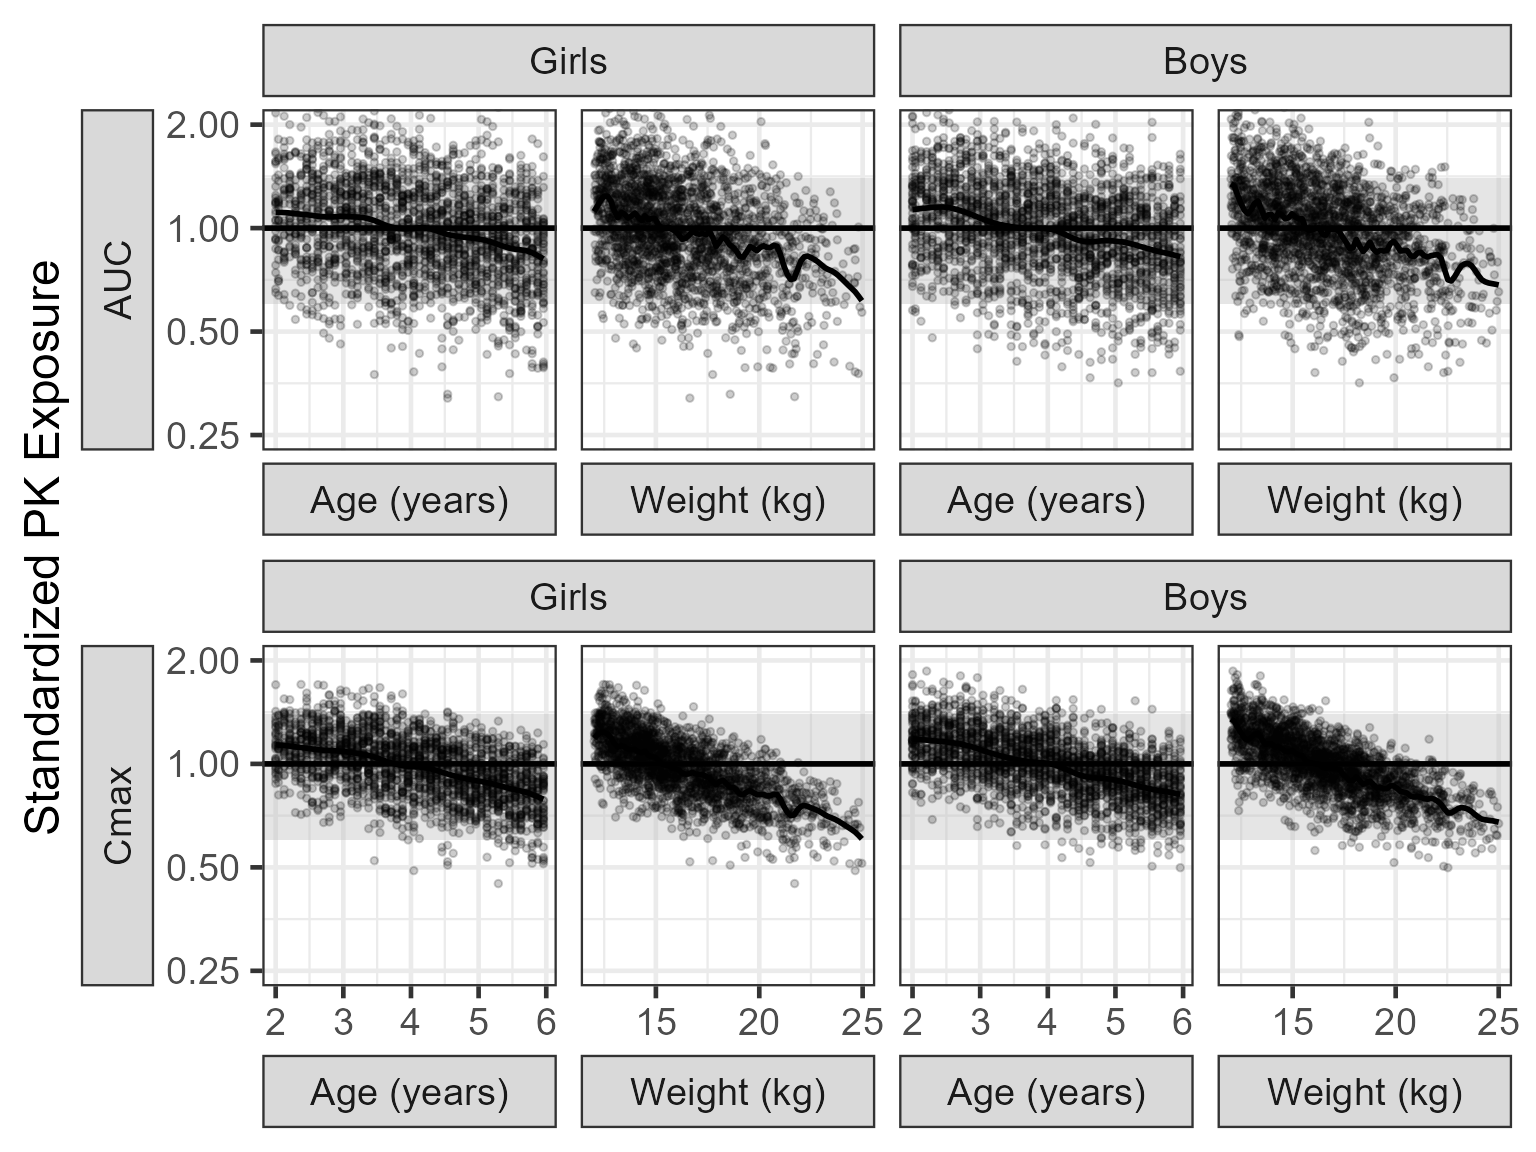 Standardized PK Exposure
Girls
Boys
AUC
2.00
1.00
0.50
0.25
Age (years)
Weight (kg)
Age (years)
Weight (kg)
Girls
Boys
Cmax
2.00
1.00
0.50
0.25
2 3 4 5 6
15 20 25
2 3 4 5 6
15 20 25
Age (years)
Weight (kg)
Age (years)
Weight (kg)